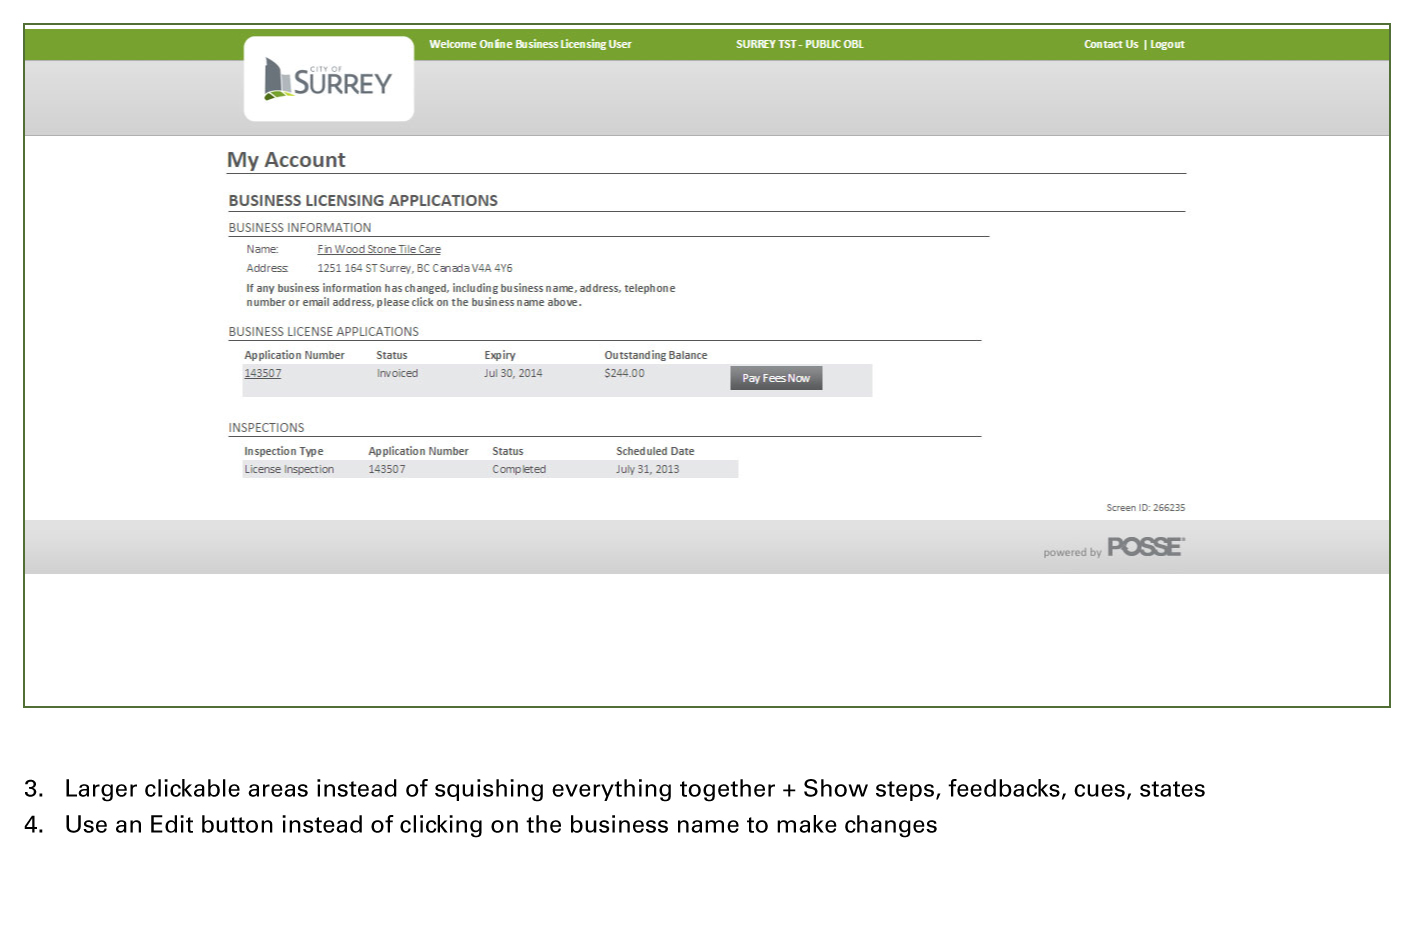 Welcome Online Business Licensing User SURREY TST - PUBLIC OBL Contact Us | Logout
CITY OF
SURREY
My Account
BUSINESS LICENSING APPLICATIONS
BUSINESS INFORMATION
Name: Fin Wood Stone Tile Care
Address: 1251 164 ST Surrey, BC Canada V4A 4Y6
If any business information has changed, including business name, address, telephone
number or email address, please click on the business name above.
BUSINESS LICENSE APPLICATIONS
Application Number Status Expiry Outstanding Balance
143507 Invoiced Jul 30, 2014 $244.00 Pay Fees Now
INSPECTIONS
Inspection Type Application Number Status Scheduled Date
License Inspection 143507 Completed July 31, 2013
Screen ID: 266235
powered by POSSE
3. Larger clickable areas instead of squishing everything together + Show steps, feedbacks, cues, states
4. Use an Edit button instead of clicking on the business name to make changes